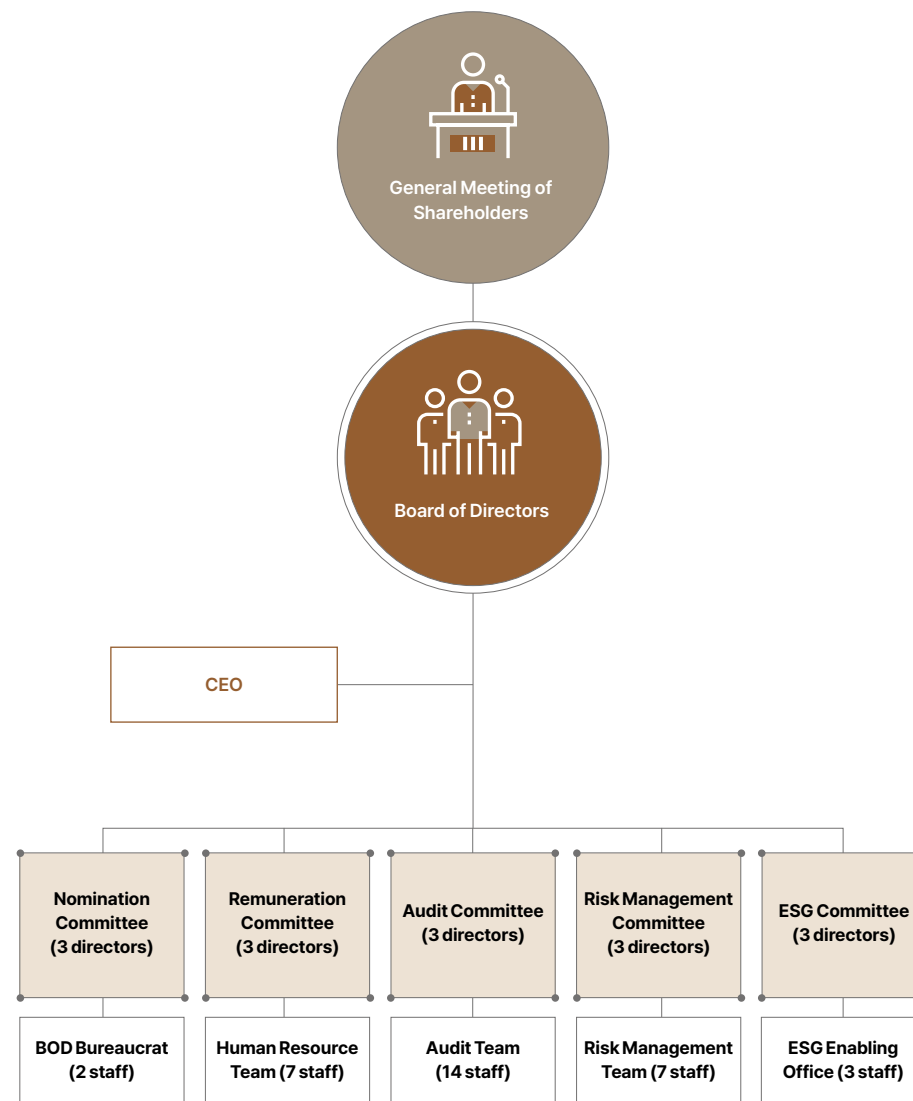 General Meeting of
Shareholders
Board of Directors
CEO
Nomination
Committee
(3 directors)
Remuneration
Committee
(3 directors)
Audit Committee
(3 directors)
Risk Management
Committee
(3 directors)
ESG Committee
(3 directors)
BOD Bureaucrat
(2 staff)
Human Resource
Team (7 staff)
Audit Team
(14 staff)
Risk Management
Team (7 staff)
ESG Enabling
Office (3 staff)